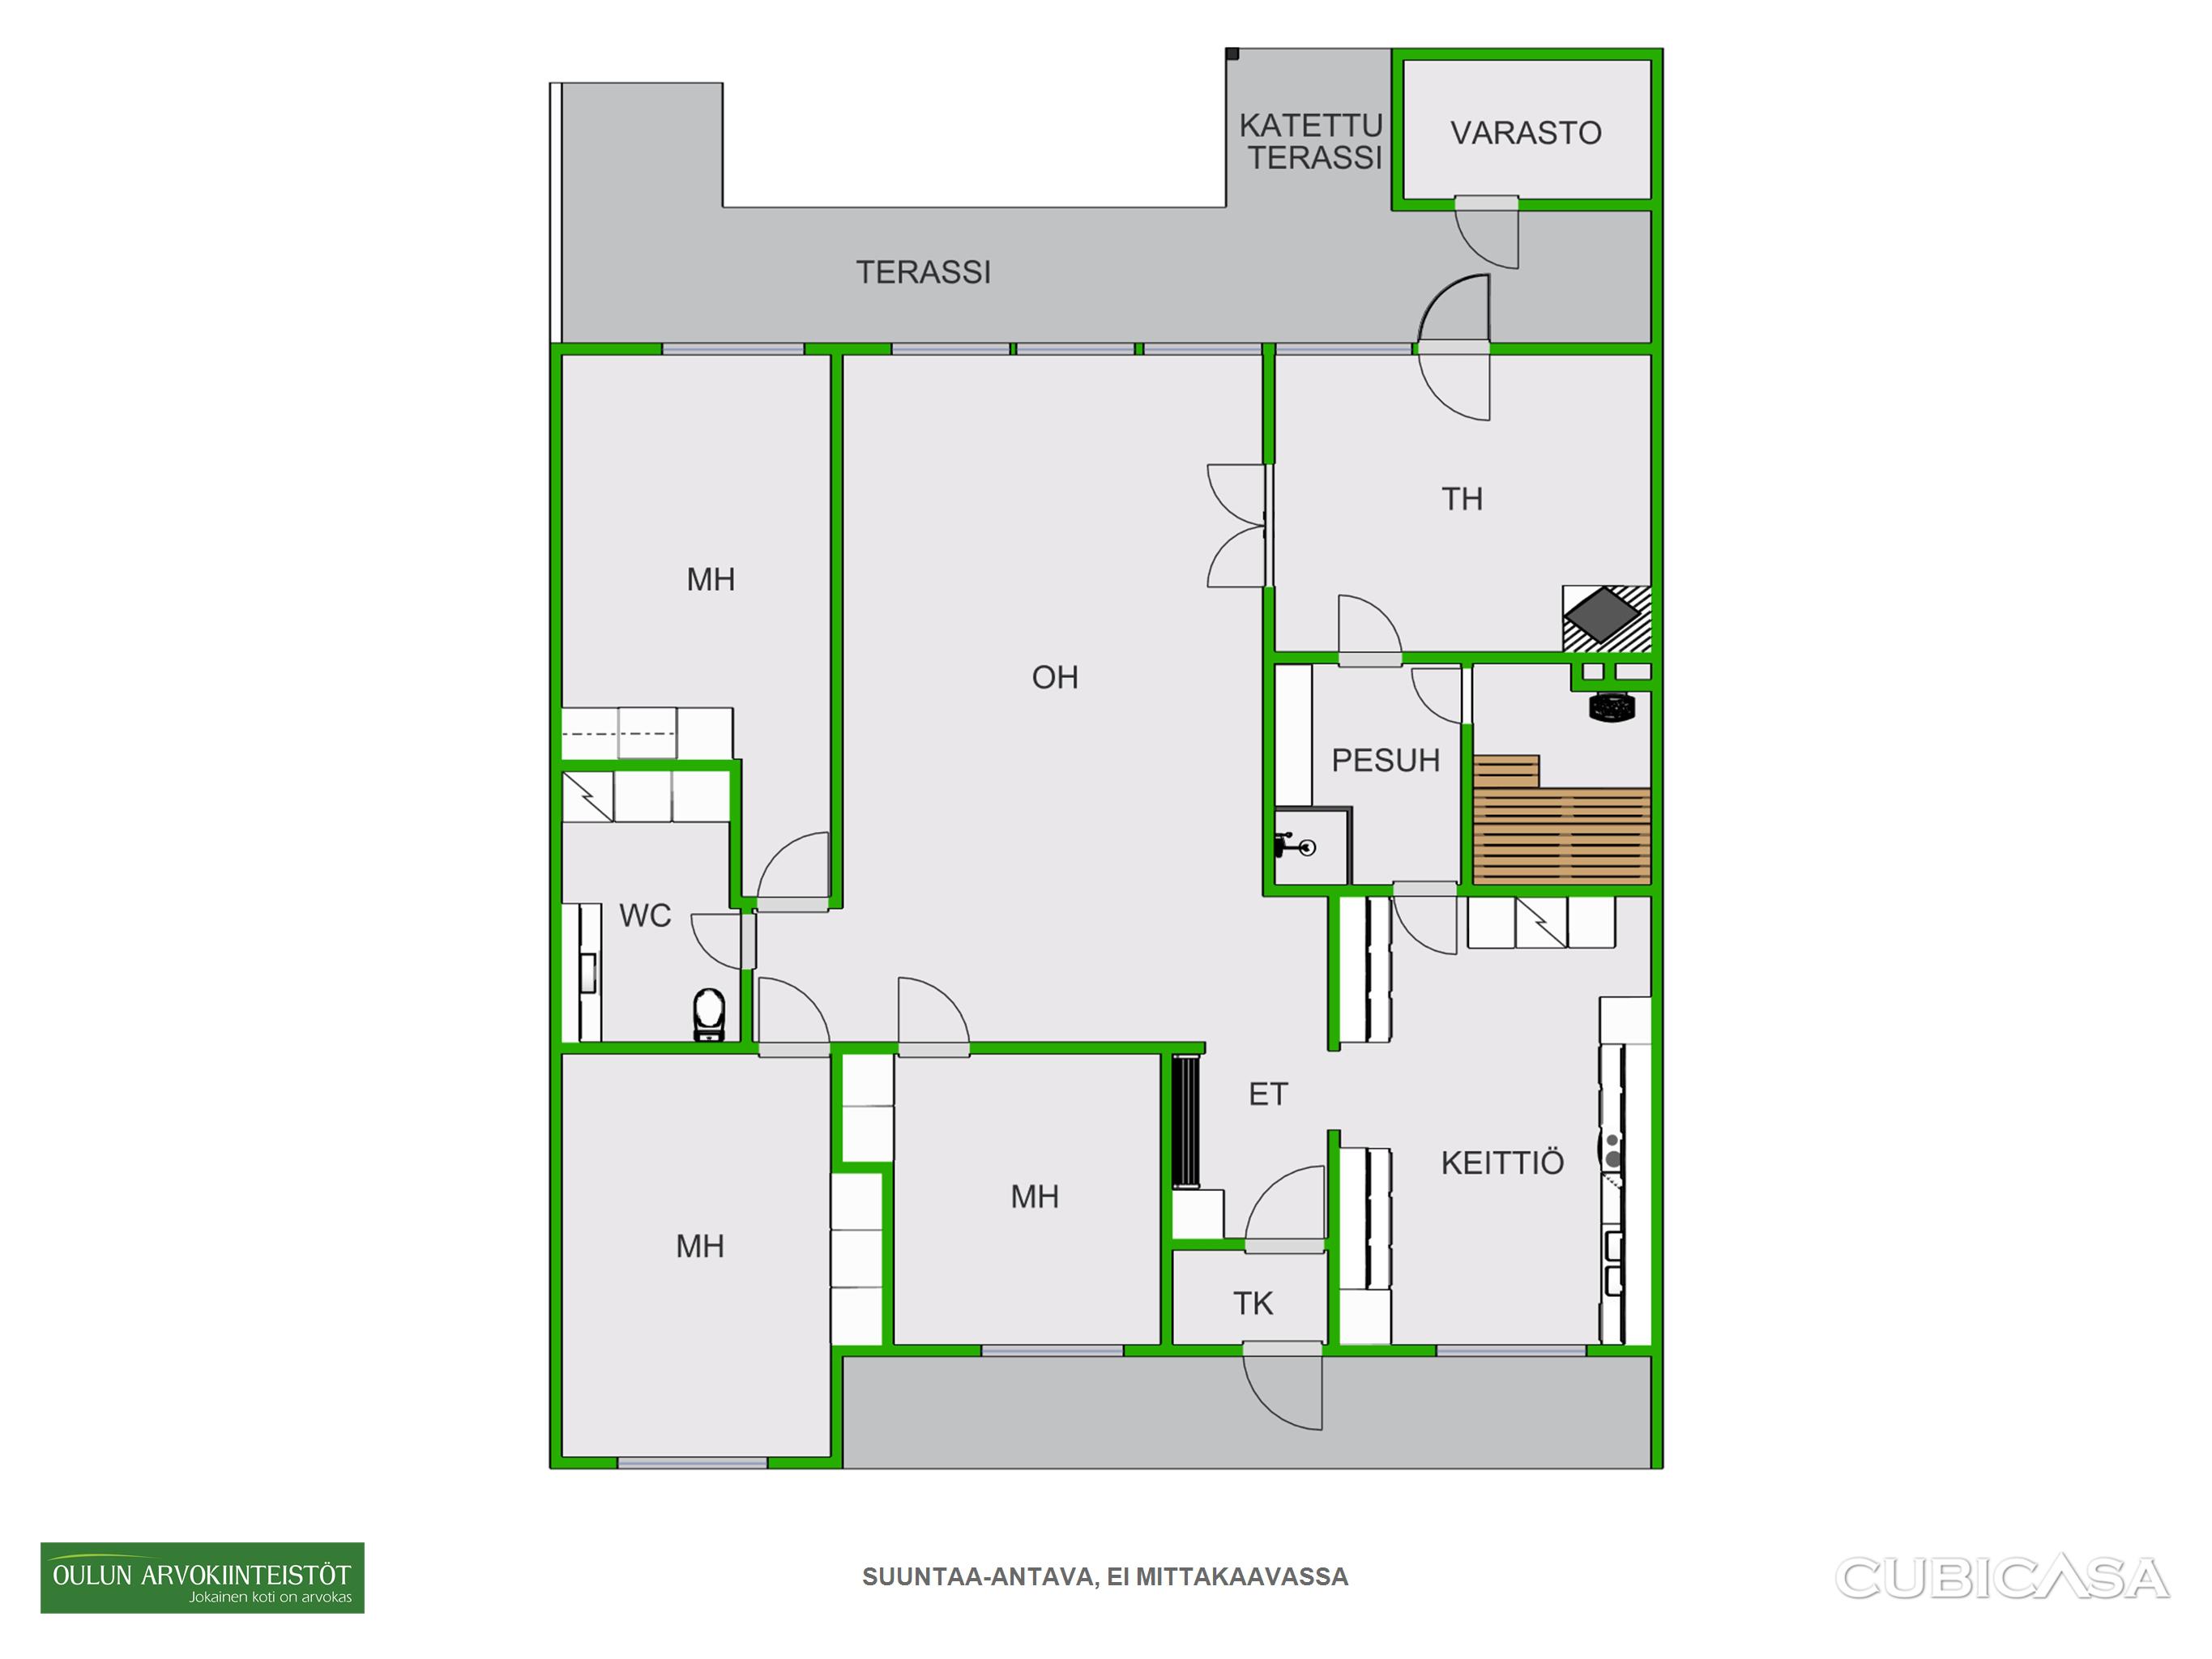 KATETTU
TERASSI
VARASTO
TERASSI
TH
MH
OH
PESUH
WC
ET
KEITTIÖ
MH
MH
TK
OULUN ARVOKIINTEISTÖT
Jokainen koti on arvokas
SUUNTAA-ANTAVA, EI MITTAKAAVASSA
CUBICASA